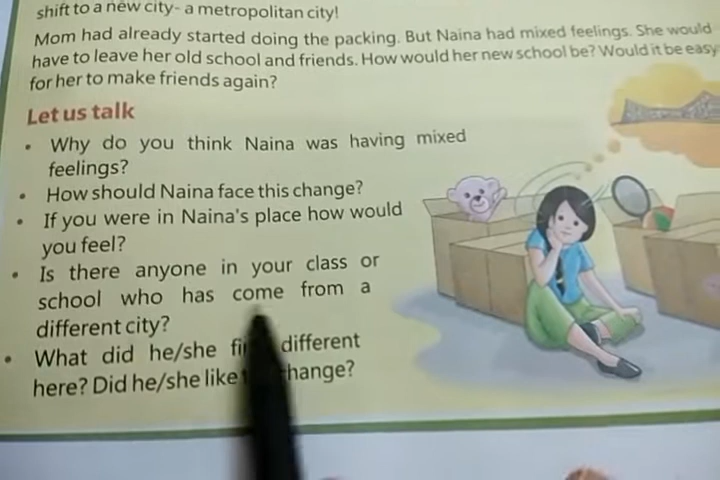 shift to a new city- a metropolitan city!
Mom had already started doing the packing. But Naina had mixed feelings. She would
have to leave her old school and friends. How would her new school be? Would it be easy
for her to make friends again?
Let us talk
• Why do you think Naina was having mixed
feelings?
• How should Naina face this change?
• If you were in Naina's place how would
you feel?
• Is there anyone in your class or
school who has come from a
different city?
• What did he/she different
here? Did he/she like change?